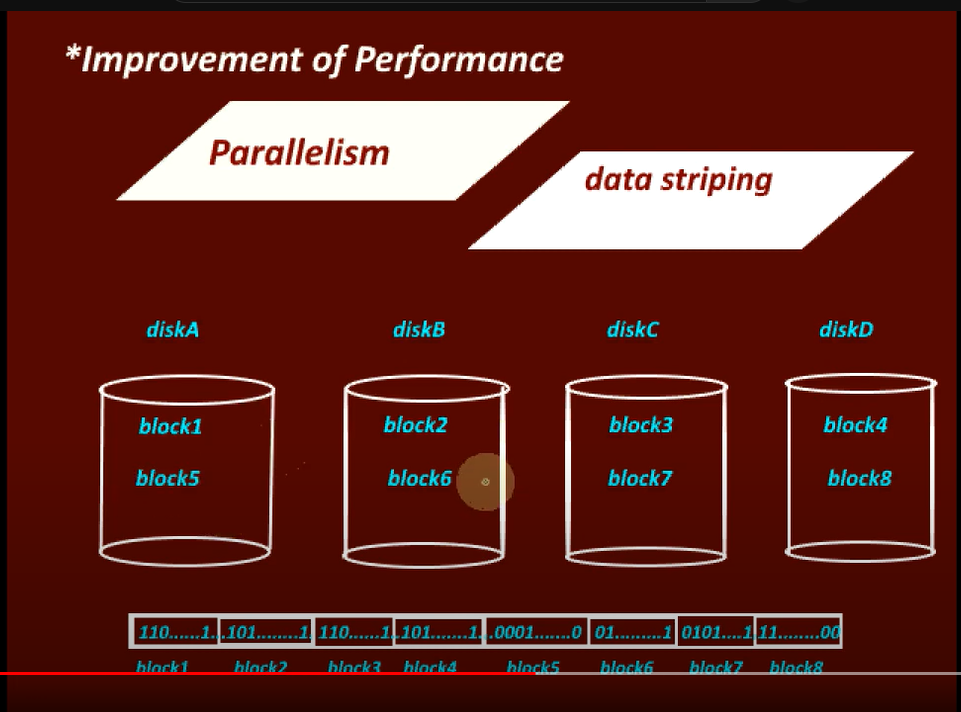 *Improvement of Performance
Parallelism
data striping
diskA diskB diskC diskD
block1 block2 block3 block4
block5 block6 block7 block8
110......1..101........1. 110......1..101........1..0001.......0 01.........1 0101....1 11........00
block1 block2 block3 block4 block5 block6 block7 block8